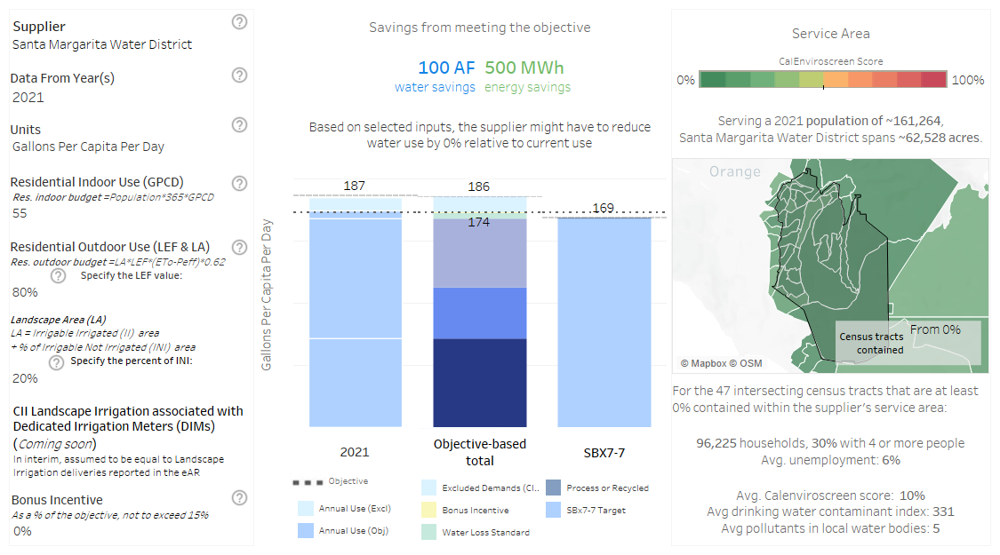 Supplier
Santa Margarita Water District
Data From Year(s)
2021
Units
Gallons Per Capita Per Day
Residential Indoor Use (GPCD)
Res. indoor budget =Population*365*GPCD
55
Residential Outdoor Use (LEF & LA)
Res. outdoor budget =LA*LEF*(ETo-Peff)*0.62
Specify the LEF value:
80%
Landscape Area (LA)
LA = Irrigable Irrigated (II) area
+ % of Irrigable Not Irrigated (INI) area
Specify the percent of INI:
20%
CII Landscape Irrigation associated with
Dedicated Irrigation Meters (DIMs)
(Coming soon)
In interim, assumed to be equal to Landscape
Irrigation deliveries reported in the eAR
Bonus Incentive
As a % of the objective, not to exceed 15%
0%
Savings from meeting the objective
100 AF 500 MWh
water savings energy savings
Based on selected inputs, the supplier might have to reduce
water use by 0% relative to current use
Gallons Per Capita Per Day
187
186
174
169
2021
Objective-based
total
SBX7-7
Objective
Annual Use (Excl)
Annual Use (Obj)
Excluded Demands (CI..
Bonus Incentive
Water Loss Standard
Process or Recycled
SBx7-7 Target
Service Area
CalEnviroscreen Score
0% 100%
Serving a 2021 population of ~161,264,
Santa Margarita Water District spans ~62,528 acres.
Orange
Census tracts From 0%
contained
© Mapbox © OSM
For the 47 intersecting census tracts that are at least
0% contained within the supplier's service area:
96,225 households, 30% with 4 or more people
Avg. unemployment: 6%
Avg. Calenviroscreen score: 10%
Avg drinking water contaminant index: 331
Avg pollutants in local water bodies: 5